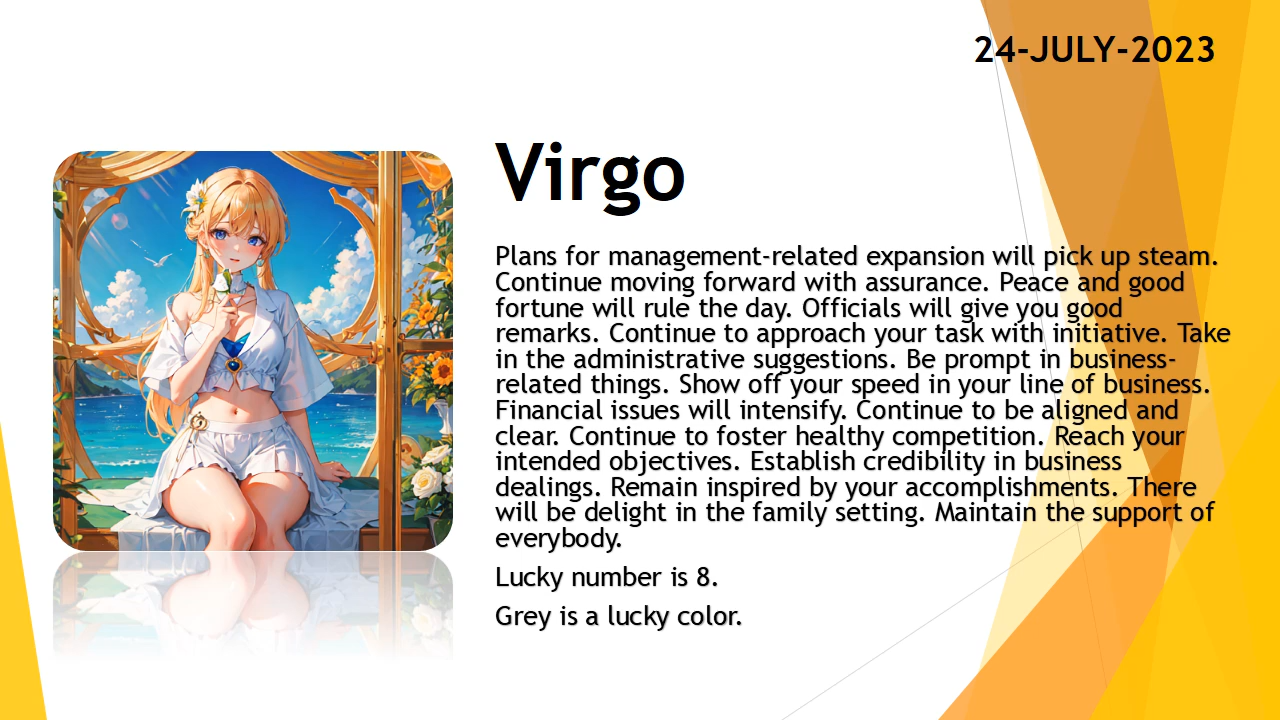 24-JULY-2023
Virgo
Plans for management-related expansion will pick up steam.
Continue moving forward with assurance. Peace and good
fortune will rule the day. Officials will give you good
remarks. Continue to approach your task with initiative. Take
in the administrative suggestions. Be prompt in business-
related things. Show off your speed in your line of business.
Financial issues will intensify. Continue to be aligned and
clear. Continue to foster healthy competition. Reach your
intended objectives. Establish credibility in business
dealings. Remain inspired by your accomplishments. There
will be delight in the family setting. Maintain the support of
everybody.
Lucky number is 8.
Grey is a lucky color.